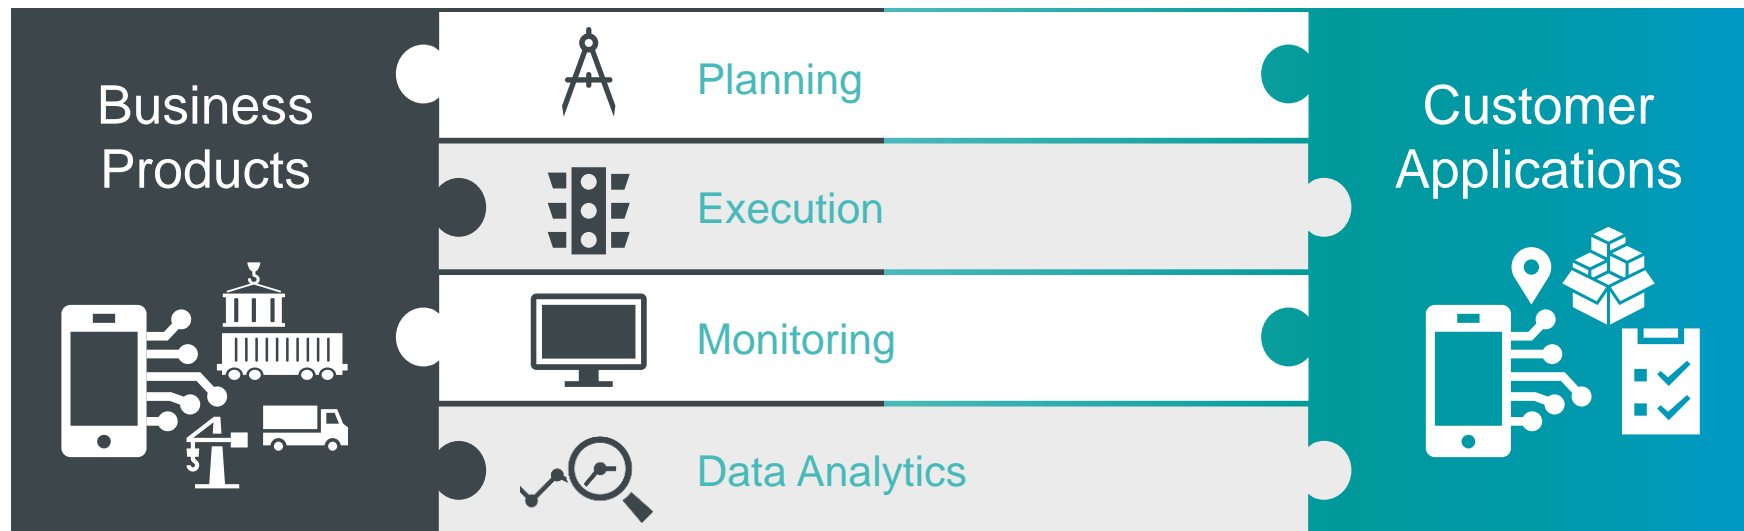 Business
Products
Planning
Execution
Monitoring
Data Analytics
Customer
Applications